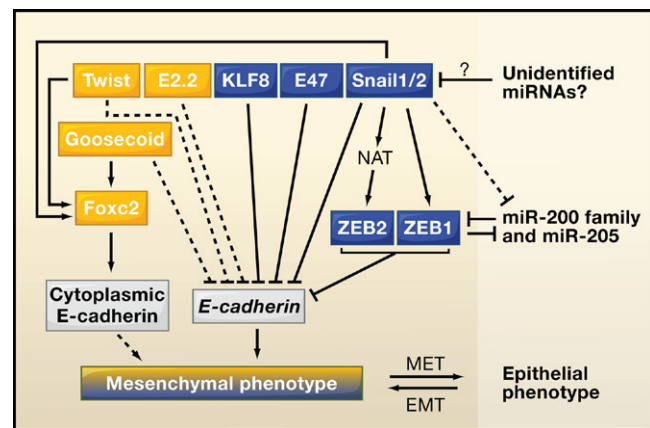 Twist E2.2 KLF8 E47 Snail1/2 ? Unidentified
miRNAs?
Goosecoid
NAT
Foxc2
ZEB2 ZEB1 miR-200 family
and miR-205
Cytoplasmic
E-cadherin
E-cadherin
Mesenchymal phenotype
MET
EMT
Epithelial
phenotype